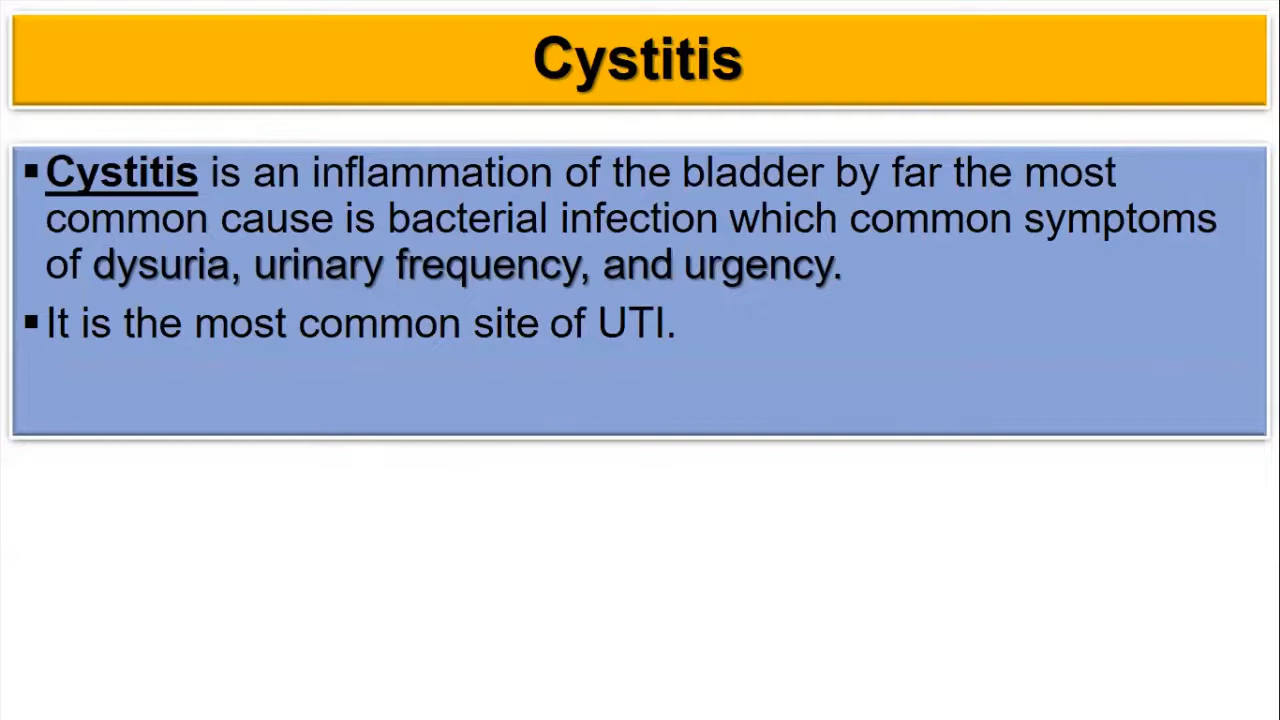 Cystitis
▪Cystitis is an inflammation of the bladder by far the most
common cause is bacterial infection which common symptoms
of dysuria, urinary frequency, and urgency.
▪It is the most common site of UTI.